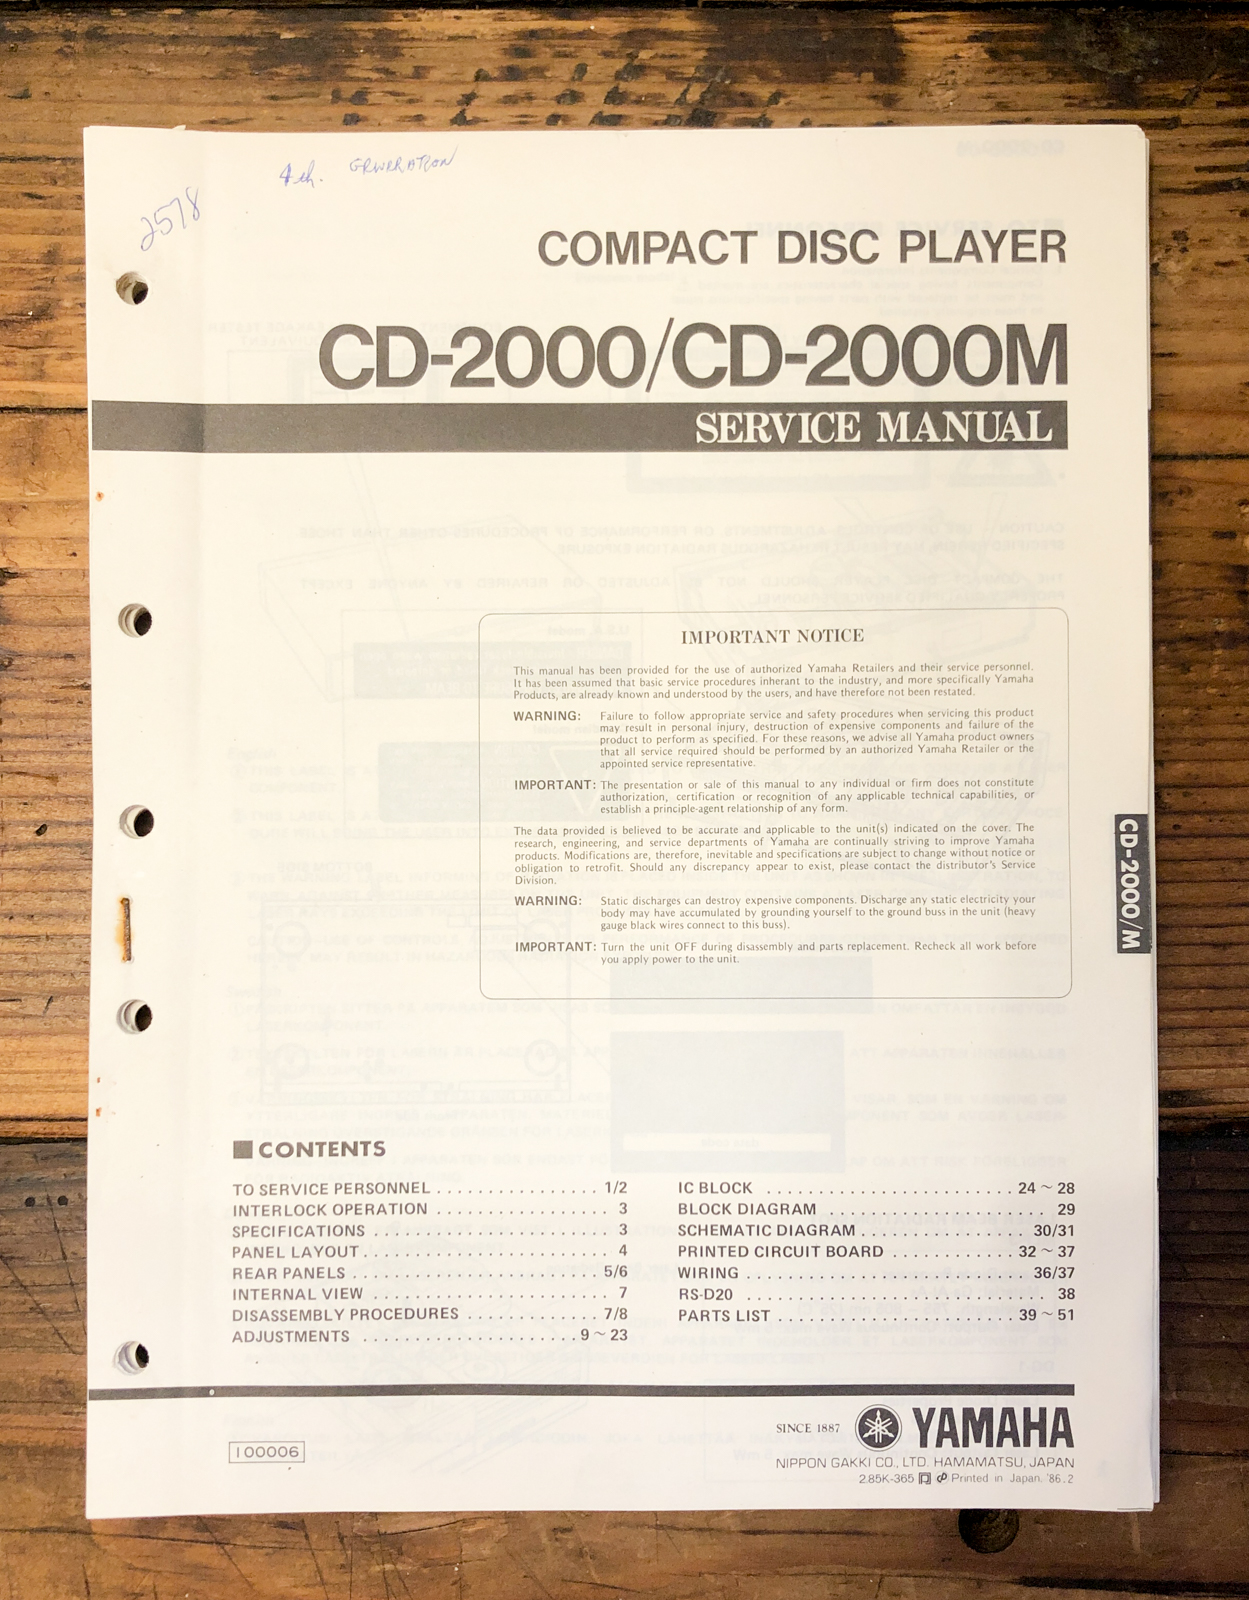 4th. GENERATION
2578
COMPACT DISC PLAYER
CD-2000/CD-2000M
SERVICE MANUAL
IMPORTANT NOTICE
This manual has been provided for the use of authorized Yamaha Retailers and their service personnel.
It has been assumed that basic service procedures inherant to the industry, and more specifically Yamaha
Products, are already known and understood by the users, and have therefore not been restated.
WARNING: Failure to follow appropriate service and safety procedures when servicing this product
may result in personal injury, destruction of expensive components and failure of the
product to perform as specified. For these reasons, we advise all Yamaha product owners
that all service required should be performed by an authorized Yamaha Retailer or the
appointed service representative.
IMPORTANT: The presentation or sale of this manual to any individual or firm does not constitute
authorization, certification or recognition of any applicable technical capabilities, or
establish a principle-agent relationship of any form.
The data provided is believed to be accurate and applicable to the unit(s) indicated on the cover. The
research, engineering, and service departments of Yamaha are continually striving to improve Yamaha
products. Modifications are, therefore, inevitable and specifications are subject to change without notice or
obligation to retrofit. Should any discrepancy appear to exist, please contact the distributor's Service
Division.
WARNING: Static discharges can destroy expensive components. Discharge any static electricity your
body may have accumulated by grounding yourself to the ground buss in the unit (heavy
gauge black wires connect to this buss).
IMPORTANT: Turn the unit OFF during disassembly and parts replacement. Recheck all work before
you apply power to the unit.
CD-2000/M
CONTENTS
TO SERVICE PERSONNEL ................ 1/2
INTERLOCK OPERATION ................. 3
SPECIFICATIONS ........................ 3
PANEL LAYOUT ......................... 4
REAR PANELS ......................... 5/6
INTERNAL VIEW ........................ 7
DISASSEMBLY PROCEDURES ............. 7/8
ADJUSTMENTS ...................... 9 ~ 23
IC BLOCK ........................ 24 ~ 28
BLOCK DIAGRAM ...................... 29
SCHEMATIC DIAGRAM ................ 30/31
PRINTED CIRCUIT BOARD ........... 32 ~ 37
WIRING ............................ 36/37
RS-D20 ............................... 38
PARTS LIST ....................... 39 ~ 51
100006
SINCE 1887 YAMAHA
NIPPON GAKKI CO., LTD. HAMAMATSU, JAPAN
2.85K-365 Printed in Japan. '86.2